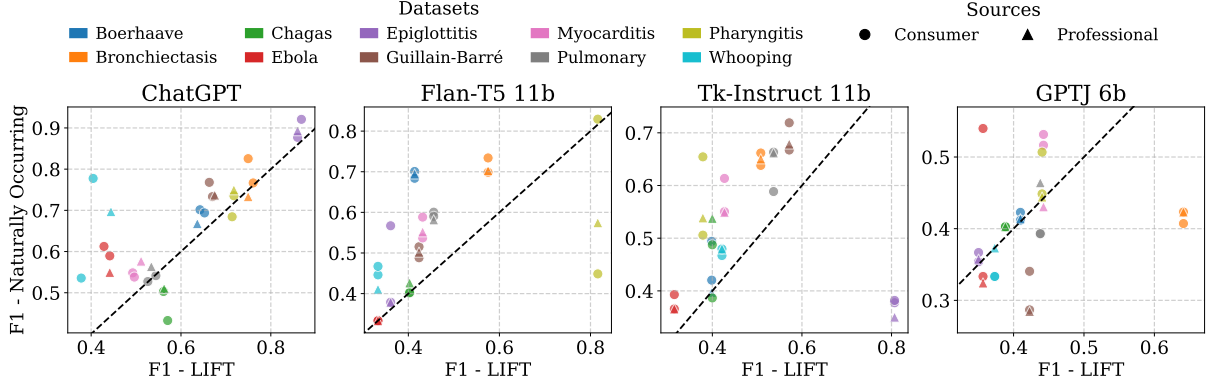 Datasets
Sources
Boerhaave
Chagas
Epiglottitis
Myocarditis
Pharyngitis
Consumer
Professional
Bronchiectasis
Ebola
Guillain-Barré
Pulmonary
Whooping
ChatGPT
Flan-T5 11b
Tk-Instruct 11b
GPTJ 6b
F1 - Naturally Occurring
0.9
0.8
0.7
0.6
0.5
0.4 0.6 0.8
F1 - LIFT
0.8
0.7
0.6
0.5
0.4
0.4 0.6 0.8
F1 - LIFT
0.7
0.6
0.5
0.4
0.4 0.6 0.8
F1 - LIFT
0.5
0.4
0.3
0.4 0.5 0.6
F1 - LIFT